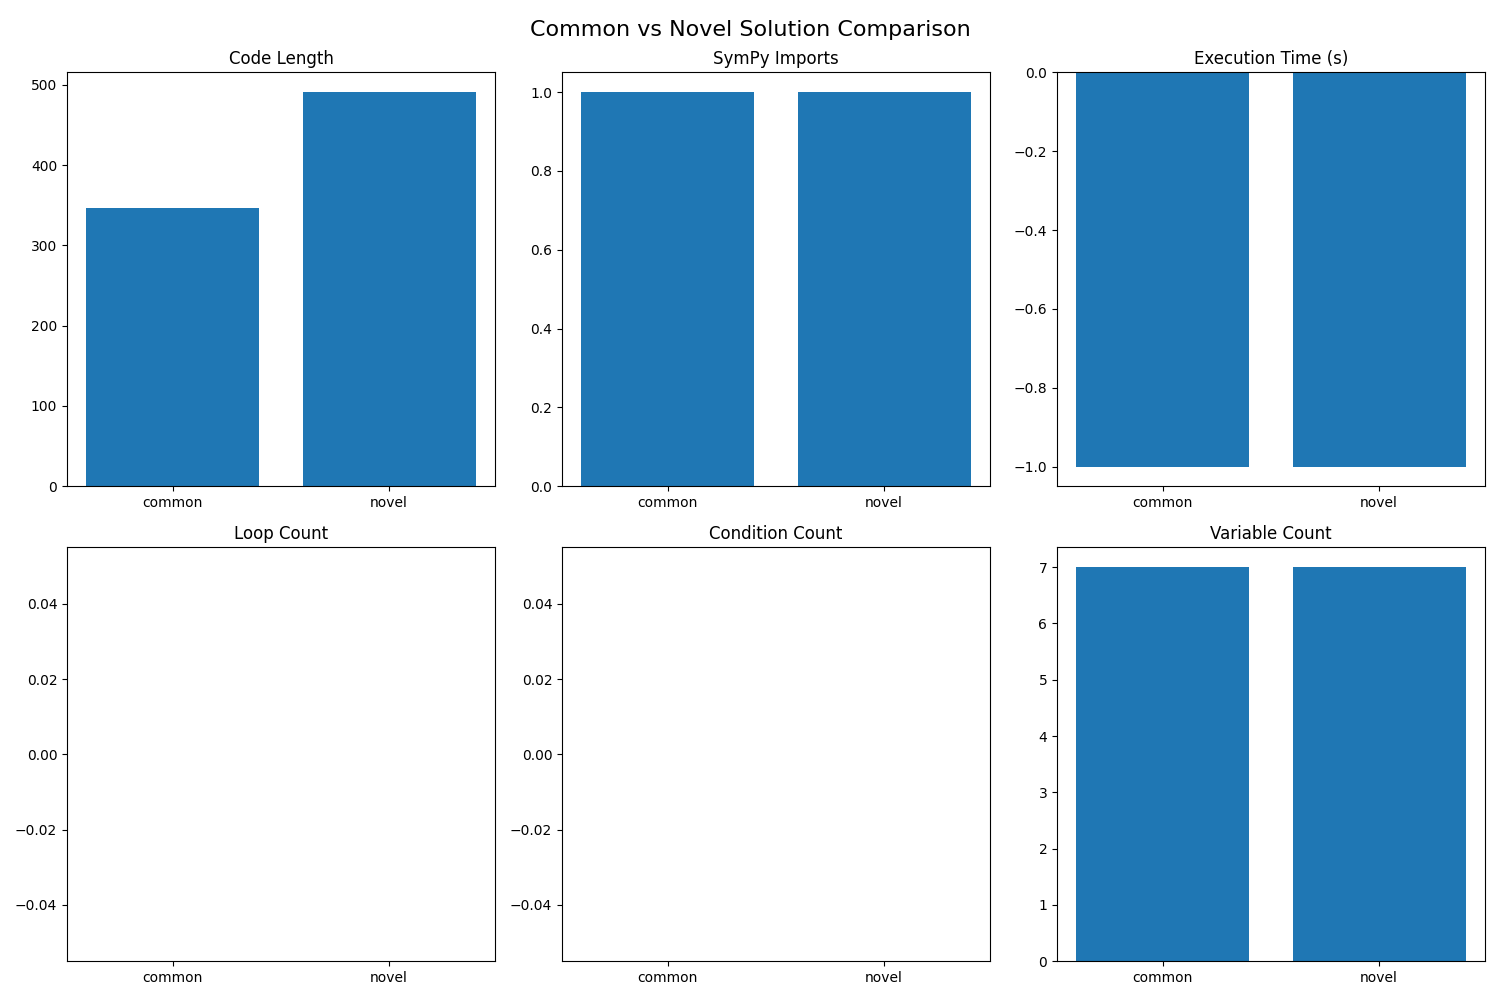 Common vs Novel Solution Comparison
Code Length
SymPy Imports
Execution Time (s)
500
400
300
200
100
0
common
novel
1.0
0.8
0.6
0.4
0.2
0.0
common
novel
0.0
−0.2
−0.4
−0.6
−0.8
−1.0
common
novel
Loop Count
Condition Count
Variable Count
0.04
0.02
0.00
−0.02
−0.04
common
novel
0.04
0.02
0.00
−0.02
−0.04
common
novel
7
6
5
4
3
2
1
0
common
novel